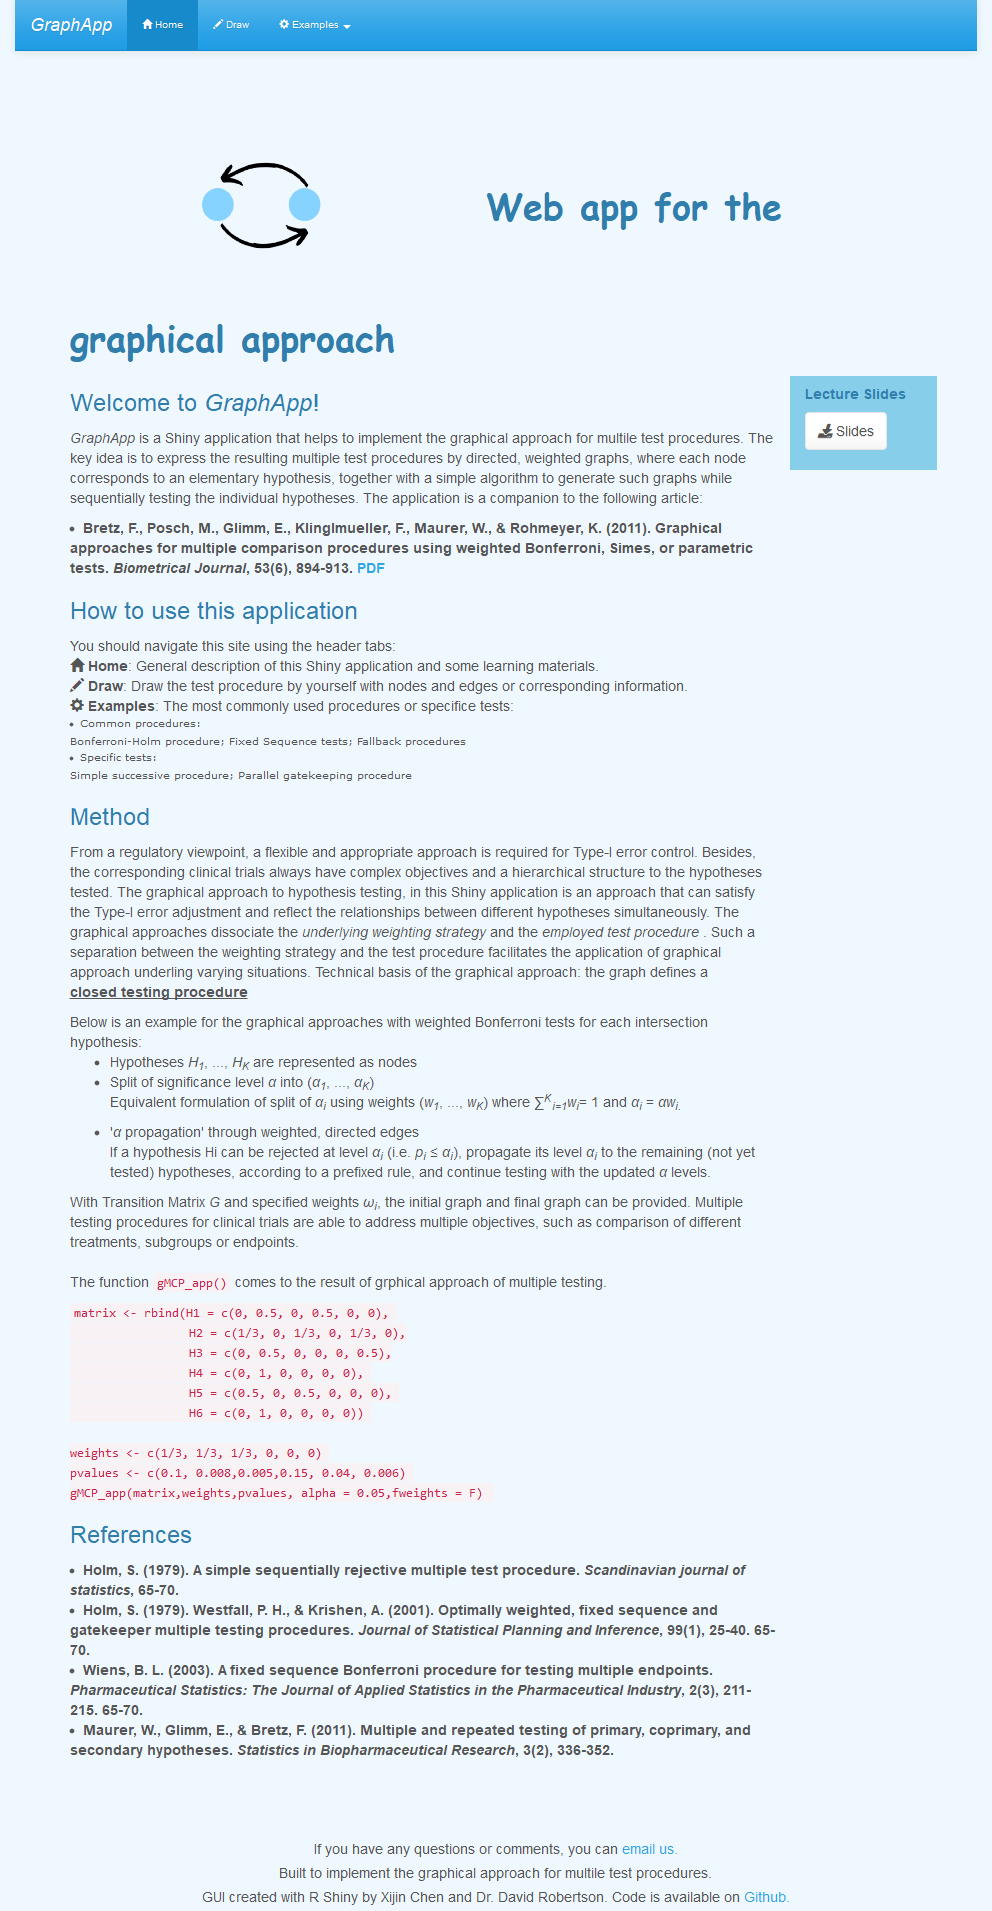 GraphApp Home Draw Examples
Web app for the
graphical approach
Welcome to GraphApp!
GraphApp is a Shiny application that helps to implement the graphical approach for multile test procedures. The
key idea is to express the resulting multiple test procedures by directed, weighted graphs, where each node
corresponds to an elementary hypothesis, together with a simple algorithm to generate such graphs while
sequentially testing the individual hypotheses. The application is a companion to the following article:
• Bretz, F., Posch, M., Glimm, E., Klinglmueller, F., Maurer, W., & Rohmeyer, K. (2011). Graphical
approaches for multiple comparison procedures using weighted Bonferroni, Simes, or parametric
tests. Biometrical Journal, 53(6), 894-913. PDF
Lecture Slides
Slides
How to use this application
You should navigate this site using the header tabs:
Home: General description of this Shiny application and some learning materials.
Draw: Draw the test procedure by yourself with nodes and edges or corresponding information.
Examples: The most commonly used procedures or specifice tests:
• Common procedures:
Bonferroni-Holm procedure; Fixed Sequence tests; Fallback procedures
• Specific tests:
Simple successive procedure; Parallel gatekeeping procedure
Method
From a regulatory viewpoint, a flexible and appropriate approach is required for Type-I error control. Besides,
the corresponding clinical trials always have complex objectives and a hierarchical structure to the hypotheses
tested. The graphical approach to hypothesis testing, in this Shiny application is an approach that can satisfy
the Type-I error adjustment and reflect the relationships between different hypotheses simultaneously. The
graphical approaches dissociate the underlying weighting strategy and the employed test procedure . Such a
separation between the weighting strategy and the test procedure facilitates the application of graphical
approach underling varying situations. Technical basis of the graphical approach: the graph defines a
closed testing procedure
Below is an example for the graphical approaches with weighted Bonferroni tests for each intersection
hypothesis:
• Hypotheses H1, ..., HK are represented as nodes
• Split of significance level α into (α1, ..., αK)
Equivalent formulation of split of αi using weights (w1, ..., wK) where ∑Ki=1wi= 1 and αi = αwi.
• 'α propagation' through weighted, directed edges
If a hypothesis Hi can be rejected at level αi (i.e. pi ≤ αi), propagate its level αi to the remaining (not yet
tested) hypotheses, according to a prefixed rule, and continue testing with the updated α levels.
With Transition Matrix G and specified weights ωi, the initial graph and final graph can be provided. Multiple
testing procedures for clinical trials are able to address multiple objectives, such as comparison of different
treatments, subgroups or endpoints.
The function gMCP_app() comes to the result of grphical approach of multiple testing.
matrix <- rbind(H1 = c(0, 0.5, 0, 0.5, 0, 0),
H2 = c(1/3, 0, 1/3, 0, 1/3, 0),
H3 = c(0, 0.5, 0, 0, 0, 0.5),
H4 = c(0, 1, 0, 0, 0, 0),
H5 = c(0.5, 0, 0.5, 0, 0, 0),
H6 = c(0, 1, 0, 0, 0, 0))
weights <- c(1/3, 1/3, 1/3, 0, 0, 0)
pvalues <- c(0.1, 0.008,0.005,0.15, 0.04, 0.006)
gMCP_app(matrix,weights,pvalues, alpha = 0.05,fweights = F)
References
• Holm, S. (1979). A simple sequentially rejective multiple test procedure. Scandinavian journal of
statistics, 65-70.
• Holm, S. (1979). Westfall, P. H., & Krishen, A. (2001). Optimally weighted, fixed sequence and
gatekeeper multiple testing procedures. Journal of Statistical Planning and Inference, 99(1), 25-40. 65-
70.
• Wiens, B. L. (2003). A fixed sequence Bonferroni procedure for testing multiple endpoints.
Pharmaceutical Statistics: The Journal of Applied Statistics in the Pharmaceutical Industry, 2(3), 211-
215. 65-70.
• Maurer, W., Glimm, E., & Bretz, F. (2011). Multiple and repeated testing of primary, coprimary, and
secondary hypotheses. Statistics in Biopharmaceutical Research, 3(2), 336-352.
If you have any questions or comments, you can email us.
Built to implement the graphical approach for multile test procedures.
GUI created with R Shiny by Xijin Chen and Dr. David Robertson. Code is available on Github.